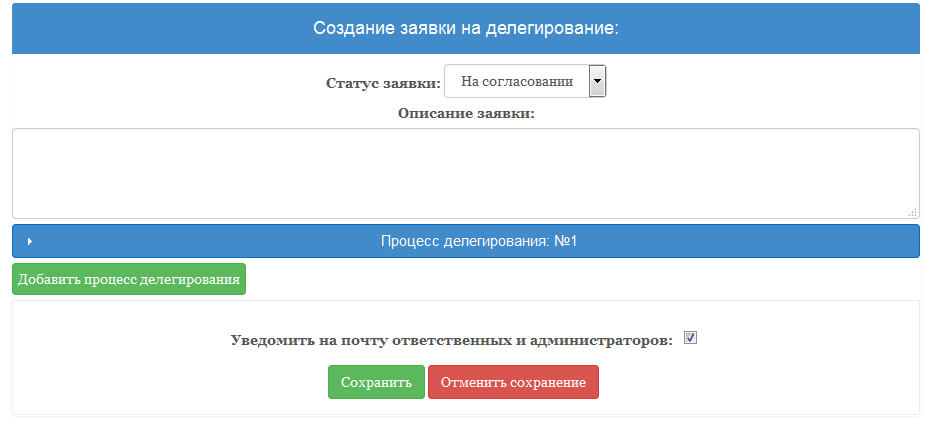 Создание заявки на делегирование:
Статус заявки: На согласовании
Описание заявки:
Процесс делегирования: №1
Добавить процесс делегирования
Уведомить на почту ответственных и администраторов:
Сохранить Отменить сохранение